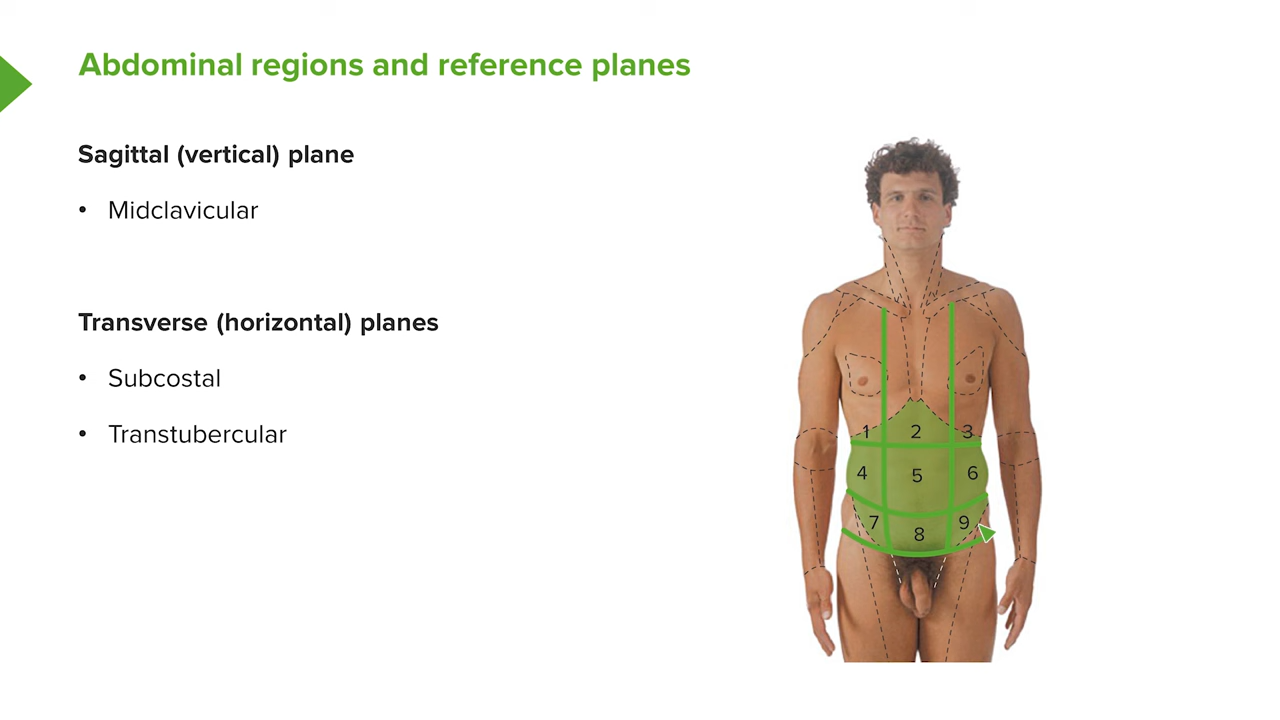 Abdominal regions and reference planes
Sagittal (vertical) plane
• Midclavicular
Transverse (horizontal) planes
• Subcostal
• Transtubercular
1 2 3
4 5 6
7 8 9